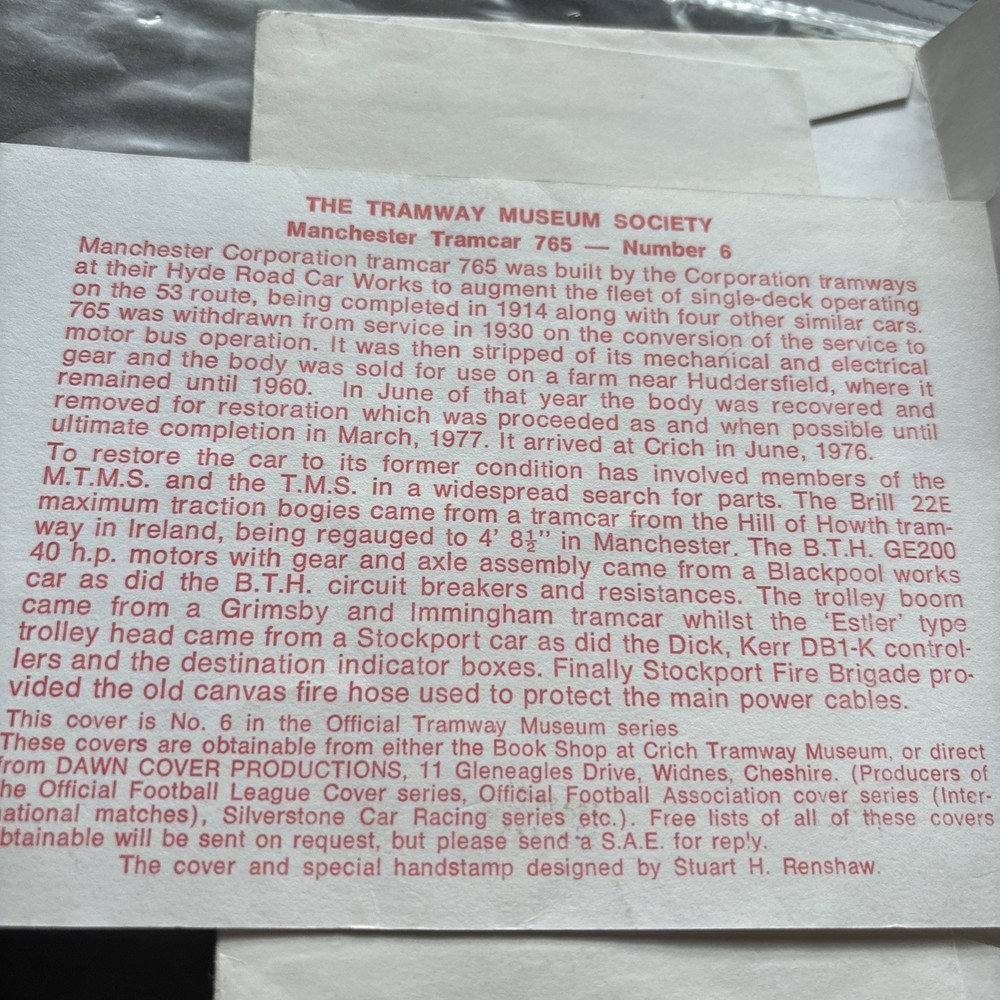 THE TRAMWAY MUSEUM SOCIETY
Manchester Tramcar 765 — Number 6
Manchester Corporation tramcar 765 was built by the Corporation tramways
at their Hyde Road Car Works to augment the fleet of single-deck operating
on the 53 route, being completed in 1914 along with four other similar cars.
765 was withdrawn from service in 1930 on the conversion of the service to
motor bus operation. It was then stripped of its mechanical and electrical
gear and the body was sold for use on a farm near Huddersfield, where it
remained until 1960. In June of that year the body was recovered and
removed for restoration which was proceeded as and when possible until
ultimate completion in March, 1977. It arrived at Crich in June, 1976.
To restore the car to its former condition has involved members of the
M.T.M.S. and the T.M.S. in a widespread search for parts. The Brill 22E
maximum traction bogies came from a tramcar from the Hill of Howth tram-
way in Ireland, being regauged to 4' 8½" in Manchester. The B.T.H. GE200
40 h.p. motors with gear and axle assembly came from a Blackpool works
car as did the B.T.H. circuit breakers and resistances. The trolley boom
came from a Grimsby and Immingham tramcar whilst the 'Estler' type
trolley head came from a Stockport car as did the Dick, Kerr DB1-K control-
lers and the destination indicator boxes. Finally Stockport Fire Brigade pro-
vided the old canvas fire hose used to protect the main power cables.
This cover is No. 6 in the Official Tramway Museum series
These covers are obtainable from either the Book Shop at Crich Tramway Museum, or direct
from DAWN COVER PRODUCTIONS, 11 Gleneagles Drive, Widnes, Cheshire. (Producers of
he Official Football League Cover series, Official Football Association cover series (Inter-
ational matches), Silverstone Car Racing series etc.). Free lists of all of these covers
btainable will be sent on request, but please send a S.A.E. for reply.
The cover and special handstamp designed by Stuart H. Renshaw.